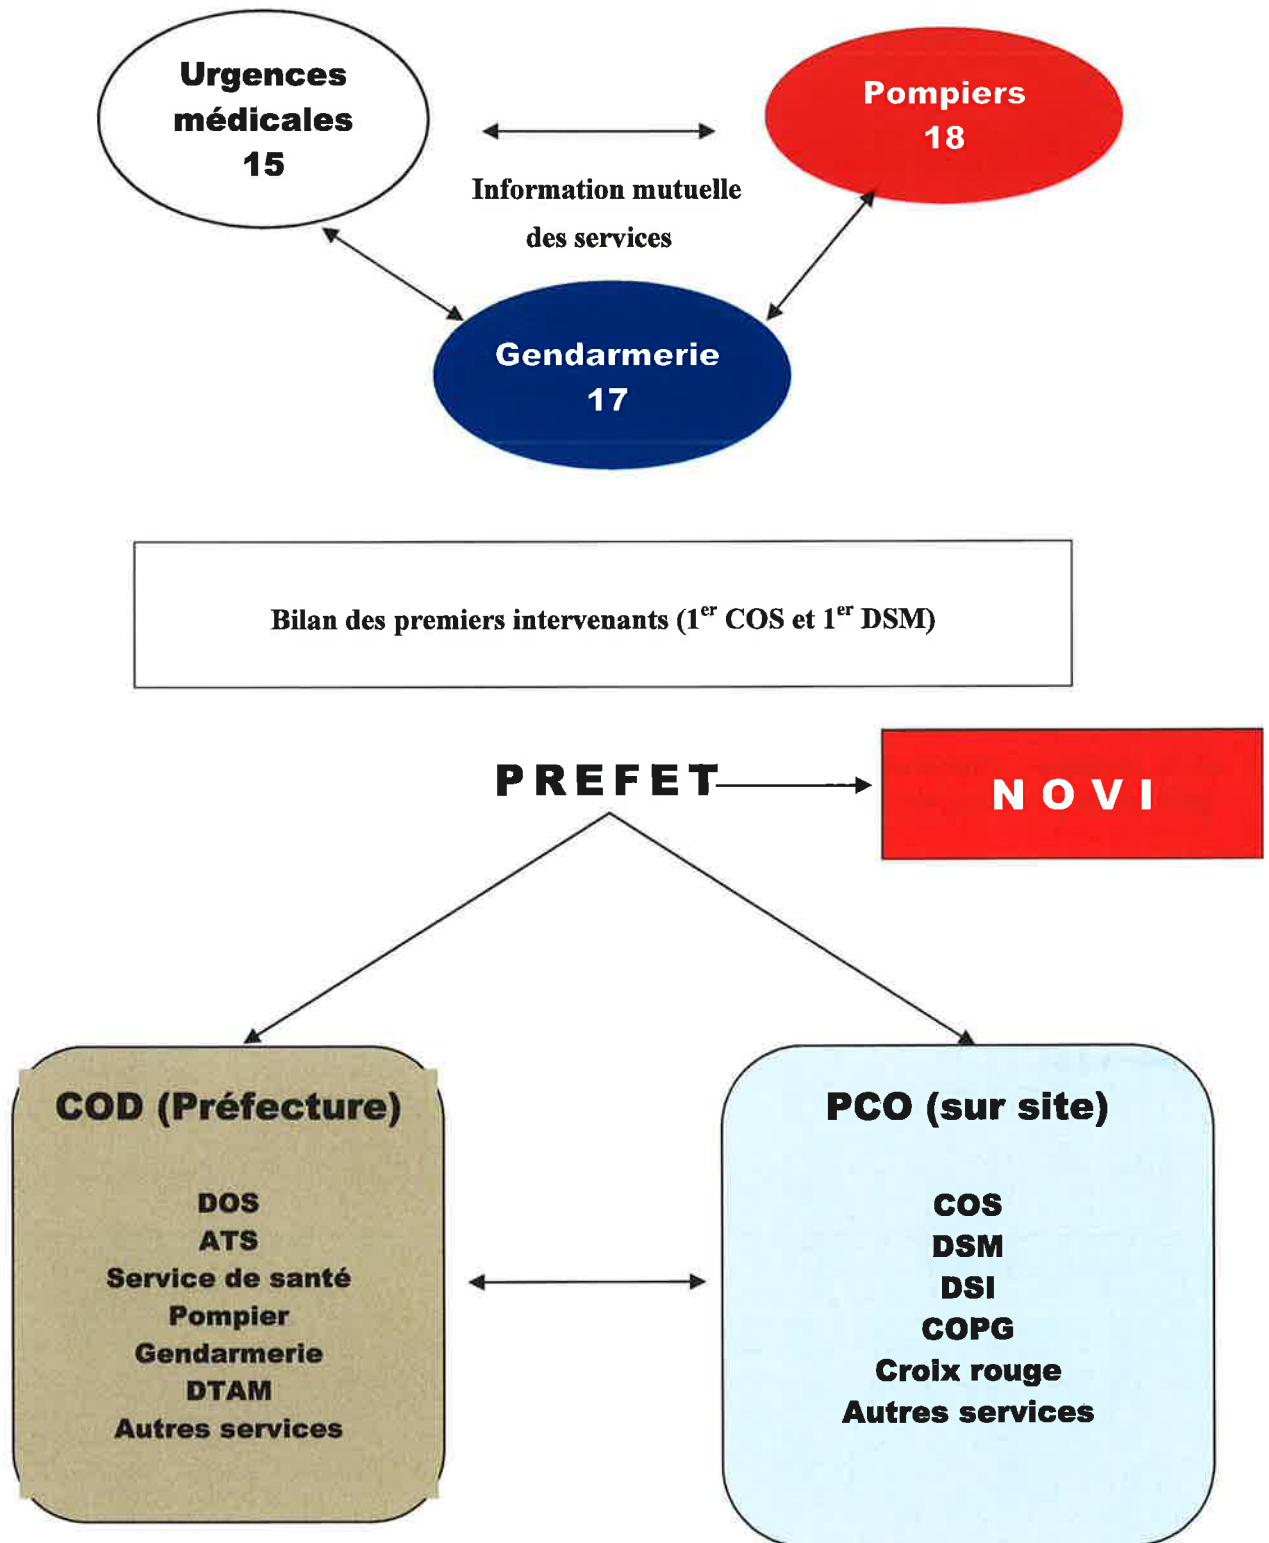 Urgences
médicales
15
Pompiers
18
Information mutuelle
des services
Gendarmerie
17
Bilan des premiers intervenants (1er COS et 1er DSM)
PREFET
NOVI
COD (Préfecture)
DOS
ATS
Service de santé
Pompier
Gendarmerie
DTAM
Autres services
PCO (sur site)
COS
DSM
DSI
COPG
Croix rouge
Autres services